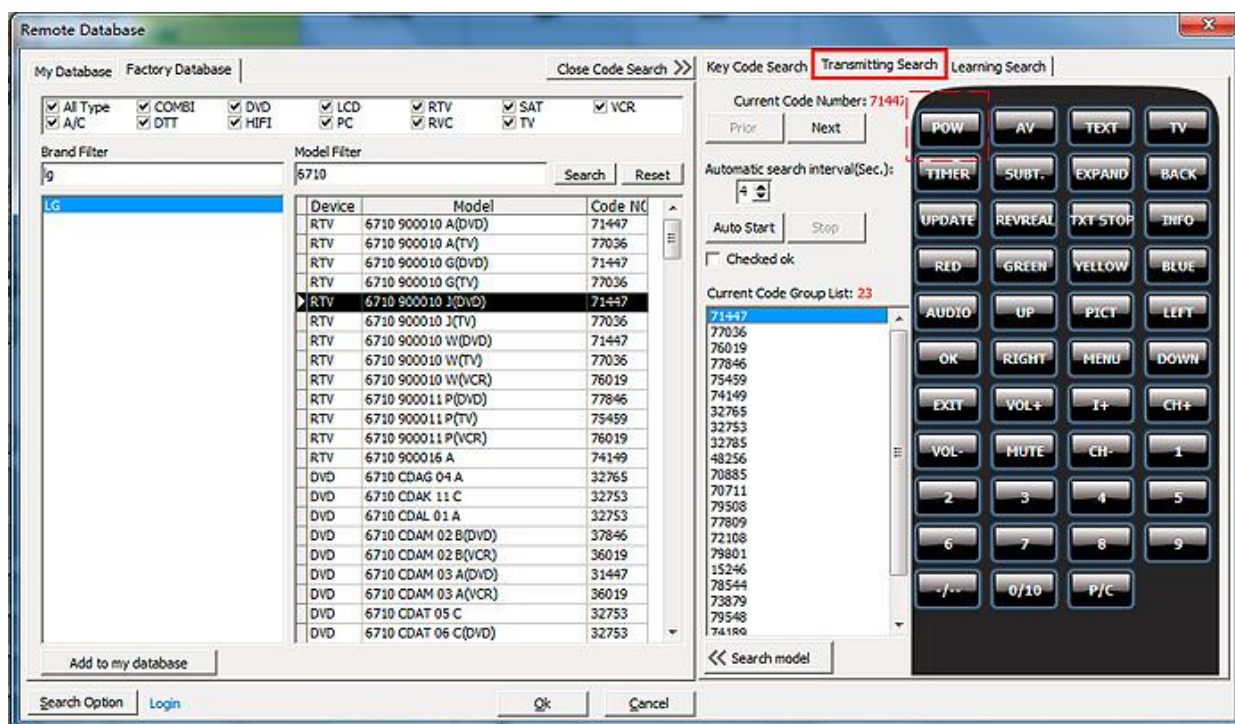 Remote Database
My Database Factory Database Close Code Search >>
All Type COMBI DVD LCD RTV SAT VCR
A/C DTT HIFI PC RVC TV
Brand Filter Model Filter
lg 6710 Search Reset
LG
Device Model Code NO
RTV 6710 900010 A(DVD) 71447
RTV 6710 900010 A(TV) 77036
RTV 6710 900010 G(DVD) 71447
RTV 6710 900010 G(TV) 77036
RTV 6710 900010 J(DVD) 71447
RTV 6710 900010 J(TV) 77036
RTV 6710 900010 W(DVD) 71447
RTV 6710 900010 W(TV) 77036
RTV 6710 900010 W(VCR) 76019
RTV 6710 900011 P(DVD) 77846
RTV 6710 900011 P(TV) 75459
RTV 6710 900011 P(VCR) 76019
RTV 6710 900016 A 74149
DVD 6710 CDAG 04 A 32765
DVD 6710 CDAK 11 C 32753
DVD 6710 CDAL 01 A 32753
DVD 6710 CDAM 02 B(DVD) 37846
DVD 6710 CDAM 02 B(VCR) 36019
DVD 6710 CDAM 03 A(DVD) 31447
DVD 6710 CDAM 03 A(VCR) 36019
DVD 6710 CDAT 05 C 32753
DVD 6710 CDAT 06 C(DVD) 32753
Add to my database
Search Option Login Ok Cancel
Key Code Search Transmitting Search Learning Search
Current Code Number: 71447
Prior Next
Automatic search interval(Sec.):
4
Auto Start Stop
Checked ok
Current Code Group List: 23
71447
77036
76019
77846
75459
74149
32765
32753
32785
48256
70885
70711
79508
77809
72108
79801
15246
78544
73879
79548
74189
<< Search model
POW AV TEXT TV
TIMER SUBT. EXPAND BACK
UPDATE REVREAL TXT STOP INFO
RED GREEN YELLOW BLUE
AUDIO UP PICT LEFT
OK RIGHT MENU DOWN
EXIT VOL+ I+ CH+
VOL- MUTE CH- 1
2 3 4 5
6 7 8 9
-/-- 0/10 P/C